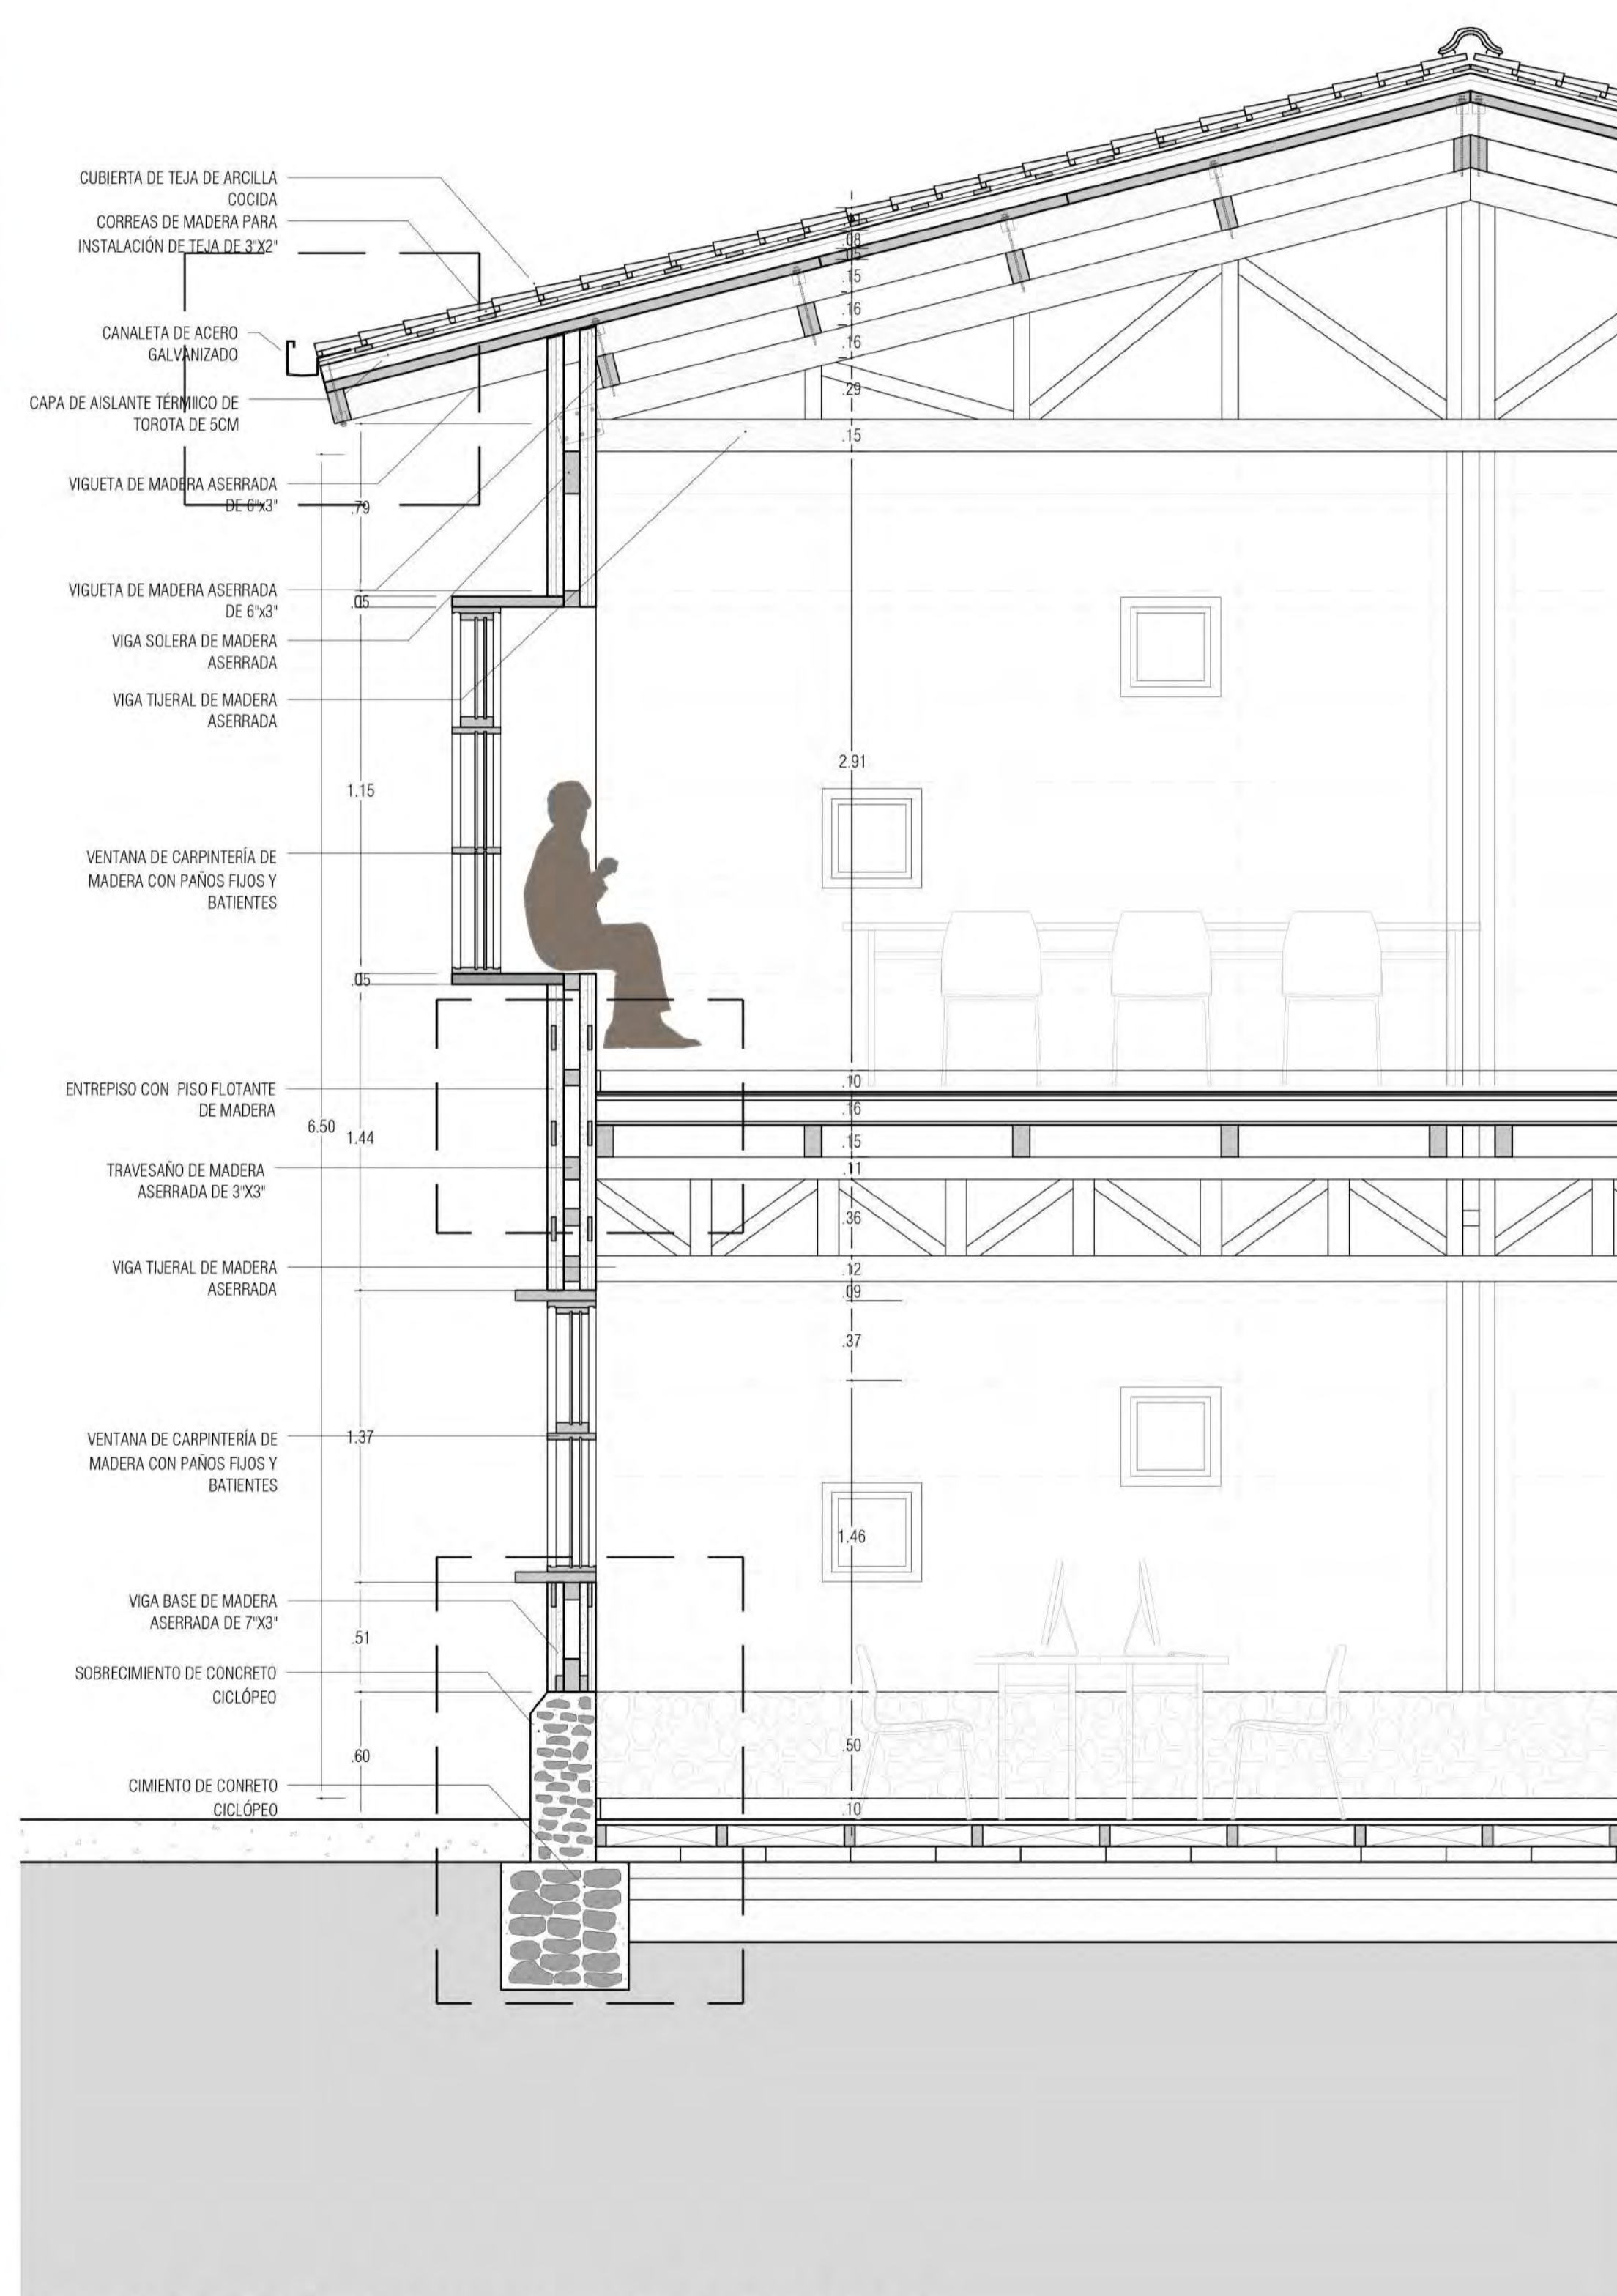 CUBIERTA DE TEJA DE ARCILLA
COCIDA
CORREAS DE MADERA PARA
INSTALACIÓN DE TEJA DE 3"X2"
CANALETA DE ACERO
GALVANIZADO
CAPA DE AISLANTE TÉRMIICO DE
TOROTA DE 5CM
VIGUETA DE MADERA ASERRADA
DE 6"x3"
VIGUETA DE MADERA ASERRADA
DE 6"x3"
VIGA SOLERA DE MADERA
ASERRADA
VIGA TIJERAL DE MADERA
ASERRADA
VENTANA DE CARPINTERÍA DE
MADERA CON PAÑOS FIJOS Y
BATIENTES
ENTREPISO CON PISO FLOTANTE
DE MADERA
TRAVESAÑO DE MADERA
ASERRADA DE 3"X3"
VIGA TIJERAL DE MADERA
ASERRADA
VENTANA DE CARPINTERÍA DE
MADERA CON PAÑOS FIJOS Y
BATIENTES
VIGA BASE DE MADERA
ASERRADA DE 7"X3"
SOBRECIMIENTO DE CONCRETO
CICLÓPEO
CIMIENTO DE CONRETO
CICLÓPEO
6.50
.79
.05
1.15
.05
1.44
1.37
.51
.60
.08
.15
.16
.16
.29
.15
2.91
.10
.16
.15
.11
.36
.12
.09
.37
1.46
.50
.10